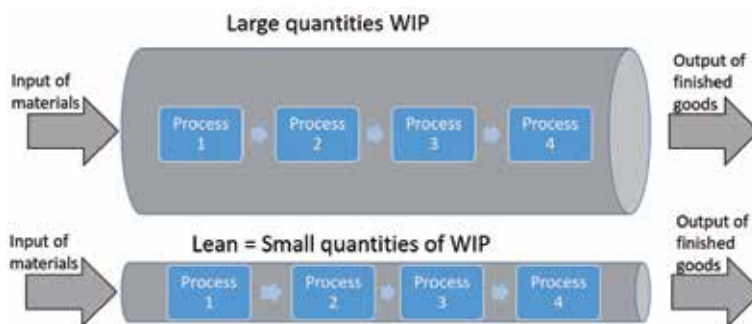 Large quantities WIP
Input of
materials
Process
1
Process
2
Process
3
Process
4
Output of
finished
goods
Lean = Small quantities of WIP
Input of
materials
Process
1
Process
2
Process
3
Process
4
Output of
finished
goods